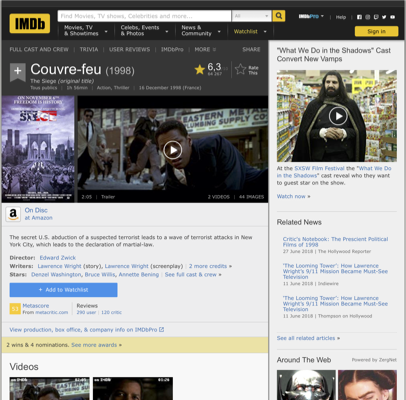 IMDb
Find Movies, TV shows, Celebrities and more...
All
IMDbPro
Help
Movies, TV
& Showtimes
Celebs, Events
& Photos
News &
Community
Watchlist
Sign in
FULL CAST AND CREW | TRIVIA | USER REVIEWS | IMDbPro | MORE
SHARE
Couvre-feu (1998)
6,3
Rate
This
The Siege (original title)
Tous publics | 1h 56min | Action, Thriller | 16 December 1998 (France)
2:05 | Trailer
2 VIDEOS | 44 IMAGES
On Disc
at Amazon
The secret U.S. abduction of a suspected terrorist leads to a wave of terrorist attacks in New
York City, which leads to the declaration of martial-law.
Director: Edward Zwick
Writers: Lawrence Wright (story), Lawrence Wright (screenplay) | 2 more credits »
Stars: Denzel Washington, Bruce Willis, Annette Bening | See full cast & crew »
+ Add to Watchlist
Metascore
From metacritic.com
Reviews
290 user | 120 critic
View production, box office, & company info on IMDbPro
2 wins & 4 nominations. See more awards »
Videos
"What We Do in the Shadows" Cast
Convert New Vamps
At the SXSW Film Festival the "What We Do
in the Shadows" cast reveal who they want
to guest star on the show.
Watch now »
Related News
Critic's Notebook: The Prescient Political
Films of 1998
27 June 2018 | The Hollywood Reporter
'The Looming Tower': How Lawrence
Wright's 9/11 Mission Became Must-See
Television
11 June 2018 | Indiewire
'The Looming Tower': How Lawrence
Wright's 9/11 Mission Became Must-See
Television
11 June 2018 | Thompson on Hollywood
See all related articles »
Around The Web
Powered by ZergNet